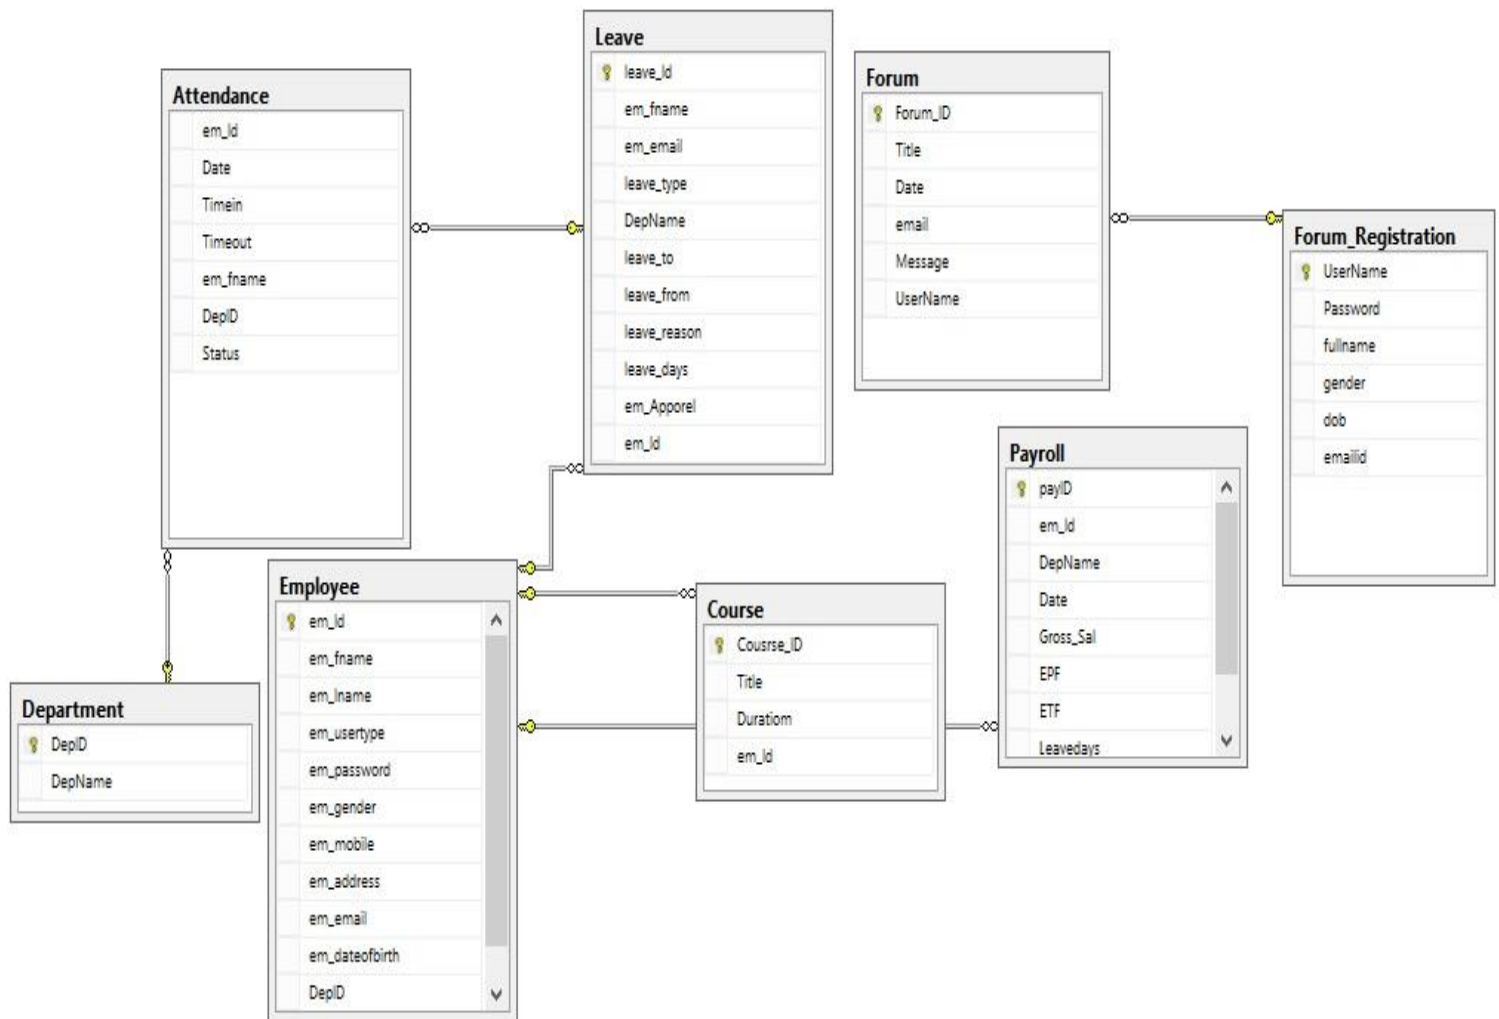 Attendance
em_Id
Date
Timein
Timeout
em_fname
DepID
Status
Leave
leave_Id
em_fname
em_email
leave_type
DepName
leave_to
leave_from
leave_reason
leave_days
em_Apporel
em_Id
Forum
Forum_ID
Title
Date
email
Message
UserName
Forum_Registration
UserName
Password
fullname
gender
dob
emailid
Department
DepID
DepName
Employee
em_Id
em_fname
em_lname
em_usertype
em_password
em_gender
em_mobile
em_address
em_email
em_dateofbirth
DepID
Course
Cousrse_ID
Title
Duratiom
em_Id
Payroll
payID
em_Id
DepName
Date
Gross_Sal
EPF
ETF
Leavedays